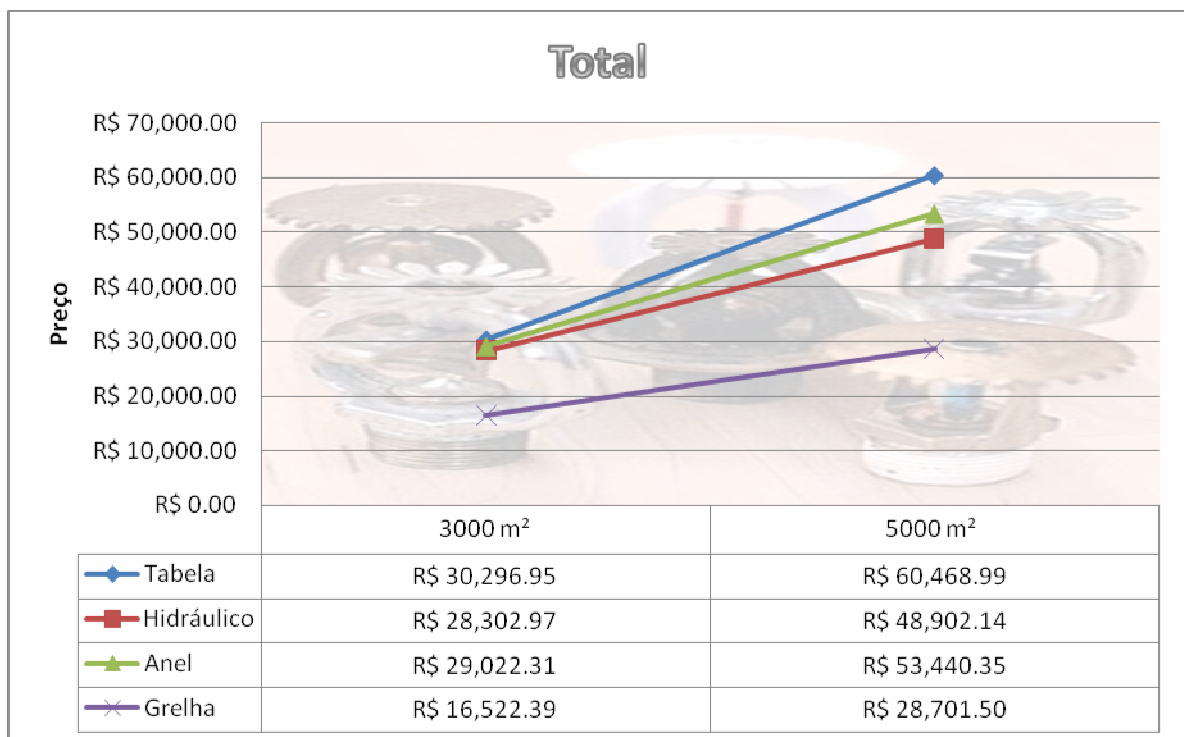 Total
Preço
R$ 70,000.00
R$ 60,000.00
R$ 50,000.00
R$ 40,000.00
R$ 30,000.00
R$ 20,000.00
R$ 10,000.00
R$ 0.00
3000 m² 5000 m²
Tabela R$ 30,296.95 R$ 60,468.99
Hidráulico R$ 28,302.97 R$ 48,902.14
Anel R$ 29,022.31 R$ 53,440.35
Grelha R$ 16,522.39 R$ 28,701.50